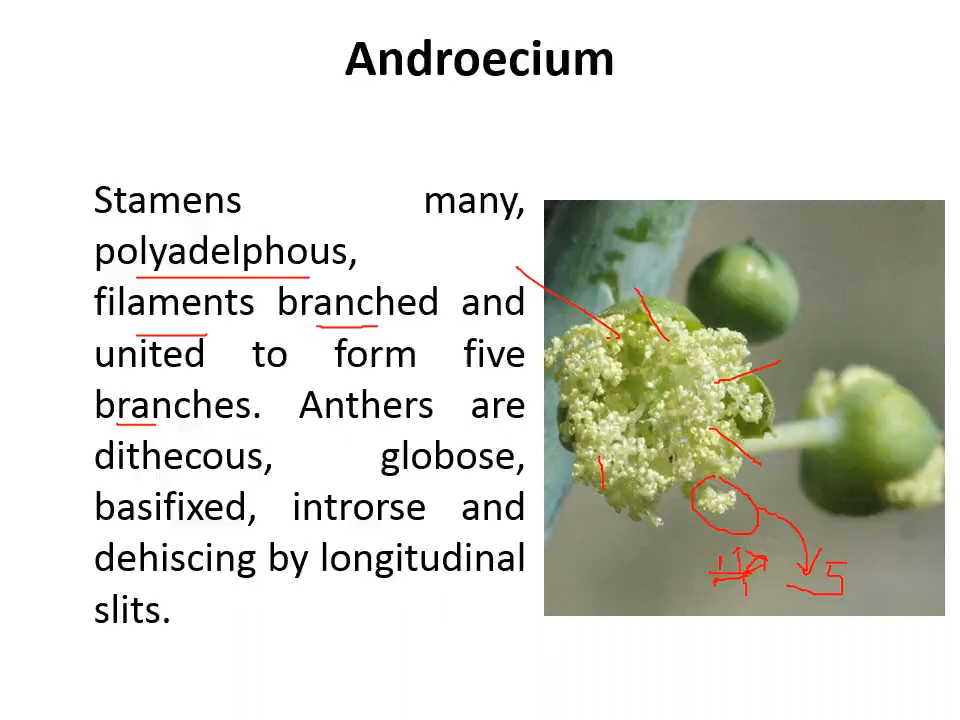 Androecium
Stamens many,
polyadelphous,
filaments branched and
united to form five
branches. Anthers are
dithecous, globose,
basifixed, introrse and
dehiscing by longitudinal
slits.
5